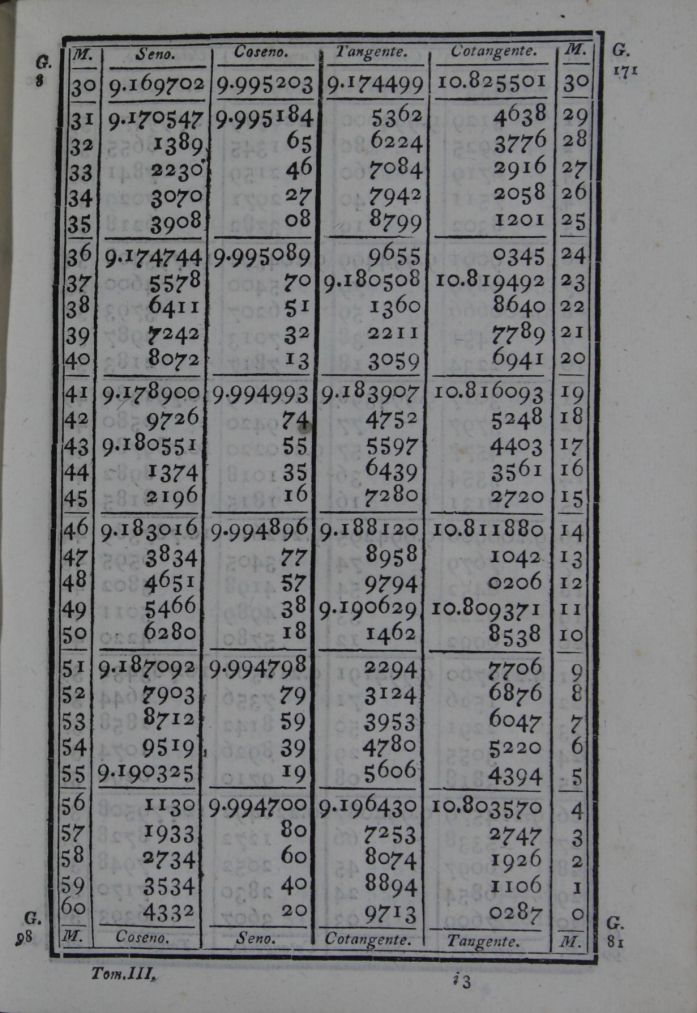 G. M. Seno. Coseno. Tangente. Cotangente. M. G.
8 171
30 9.169702 9.995203 9.174499 10.825501 30
31 9.170547 9.995184 5362 4638 29
32 1389 65 6224 3776 28
33 2230 46 7084 2916 27
34 3070 27 7942 2058 26
35 3908 08 8799 1201 25
36 9.174744 9.995089 9655 0345 24
37 5578 70 9.180508 10.819492 23
38 6411 51 1360 8640 22
39 7242 32 2211 7789 21
40 8072 13 3059 6941 20
41 9.178900 9.994993 9.183907 10.816093 19
42 9726 74 4752 5248 18
43 9.180551 55 5597 4403 17
44 1374 35 6439 3561 16
45 2196 16 7280 2720 15
46 9.183016 9.994896 9.188120 10.811880 14
47 3834 77 8958 1042 13
48 4651 57 9794 0206 12
49 5466 38 9.190629 10.809371 11
50 6280 18 1462 8538 10
51 9.187092 9.994798 2294 7706 9
52 7903 79 3124 6876 8
53 8712 59 3953 6047 7
54 9519 39 4780 5220 6
55 9.190325 19 5606 4394 5
56 1130 9.994700 9.196430 10.803570 4
57 1933 80 7253 2747 3
58 2734 60 8074 1926 2
59 3534 40 8894 1106 1
60 4332 20 9713 0287 0
G. M. Coseno. Seno. Cotangente. Tangente. M. G.
98 81
Tom.III. i3